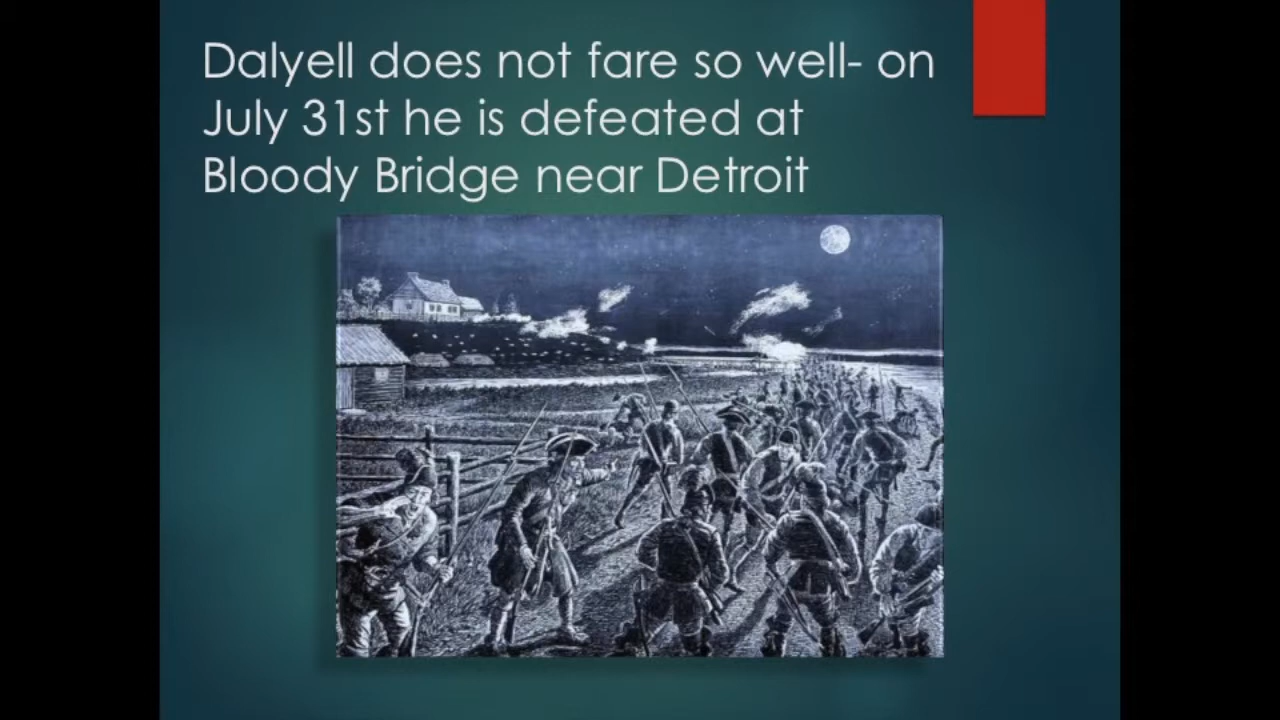 Dalyell does not fare so well- on
July 31st he is defeated at
Bloody Bridge near Detroit